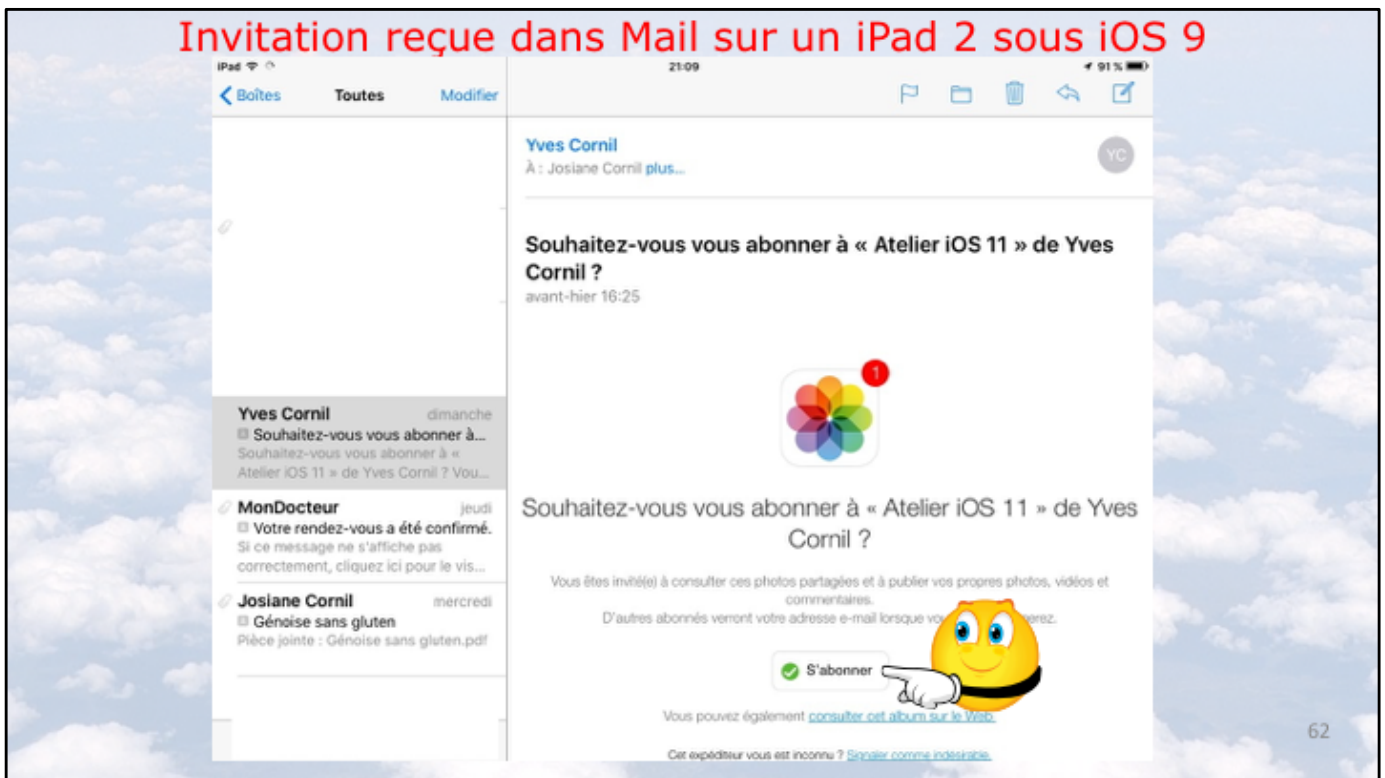 Invitation reçue dans Mail sur un iPad 2 sous iOS 9
iPad 21:09 91 %
Boîtes Toutes Modifier
Yves Cornil
À : Josiane Cornil plus...
YC
Souhaitez-vous vous abonner à « Atelier iOS 11 » de Yves
Cornil ?
avant-hier 16:25
1
Yves Cornil dimanche
Souhaitez-vous vous abonner à...
Souhaitez-vous vous abonner à «
Atelier iOS 11 » de Yves Cornil ? Vou...
MonDocteur jeudi
Votre rendez-vous a été confirmé.
Si ce message ne s'affiche pas
correctement, cliquez ici pour le vis...
Josiane Cornil mercredi
Génoise sans gluten
Pièce jointe : Génoise sans gluten.pdf
Souhaitez-vous vous abonner à « Atelier iOS 11 » de Yves
Cornil ?
Vous êtes invité(e) à consulter ces photos partagées et à publier vos propres photos, vidéos et
commentaires.
D'autres abonnés verront votre adresse e-mail lorsque
S'abonner
Vous pouvez également consulter cet album sur le Web.
Cet expéditeur vous est inconnu ? Signaler comme indésirable.
62